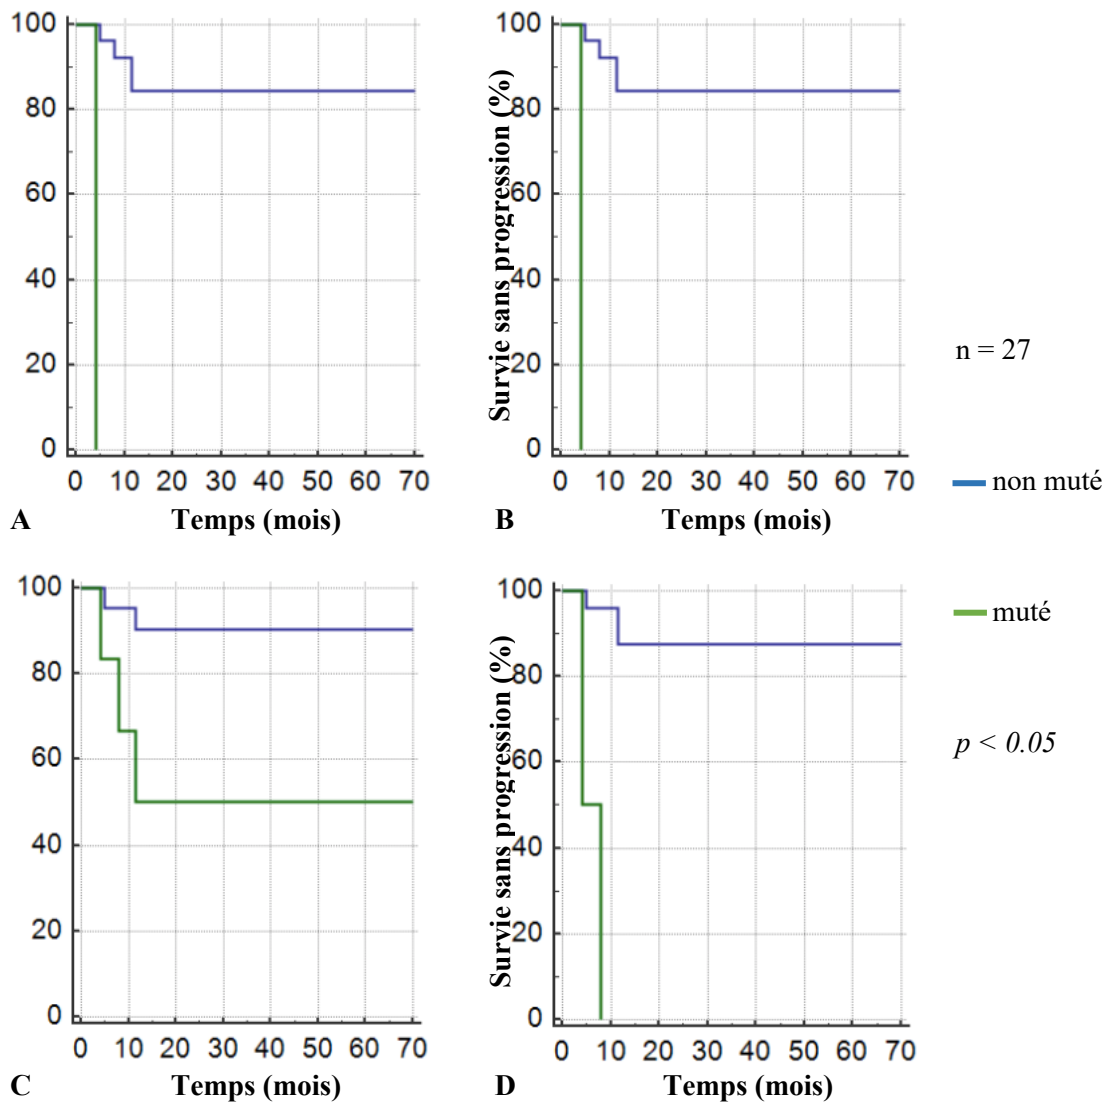 100
80
60
40
20
0
0 10 20 30 40 50 60 70
A Temps (mois)
Survie sans progression (%)
100
80
60
40
20
0
0 10 20 30 40 50 60 70
B Temps (mois)
n = 27
non muté
muté
p < 0.05
100
80
60
40
20
0
0 10 20 30 40 50 60 70
C Temps (mois)
Survie sans progression (%)
100
80
60
40
20
0
0 10 20 30 40 50 60 70
D Temps (mois)